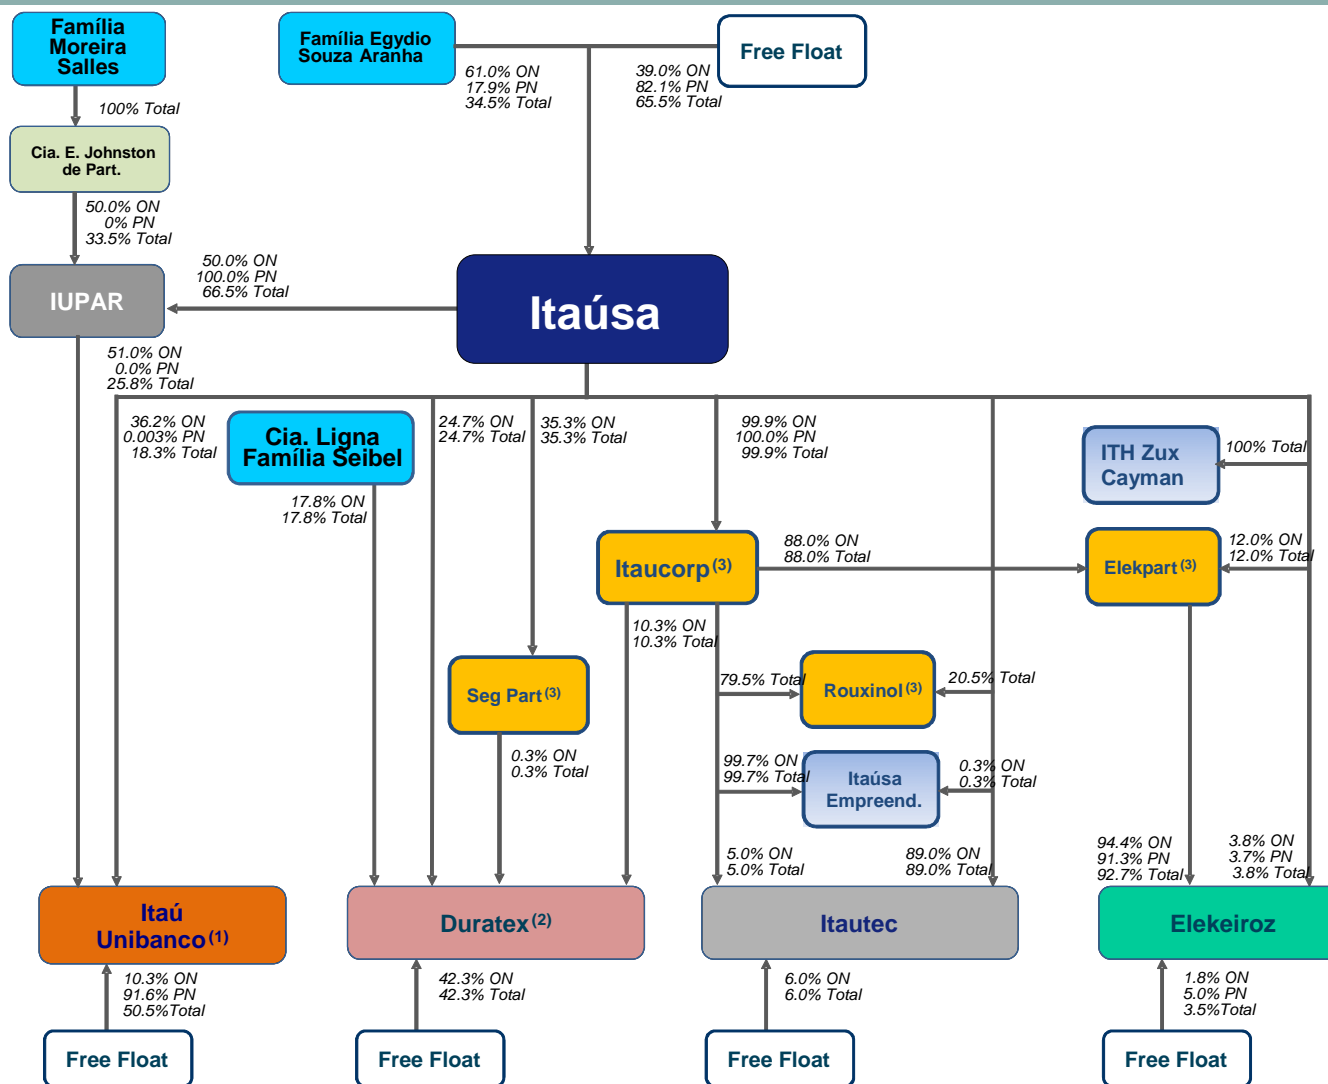 Família
Moreira
Salles
Família Egydio
Souza Aranha
Free Float
61.0% ON
17.9% PN
34.5% Total
39.0% ON
82.1% PN
65.5% Total
100% Total
Cia. E. Johnston
de Part.
50.0% ON
0% PN
33.5% Total
50.0% ON
100.0% PN
66.5% Total
IUPAR
Itaúsa
51.0% ON
0.0% PN
25.8% Total
36.2% ON
0.003% PN
18.3% Total
Cia. Ligna
Família Seibel
24.7% ON
24.7% Total
35.3% ON
35.3% Total
99.9% ON
100.0% PN
99.9% Total
ITH Zux
Cayman
100% Total
17.8% ON
17.8% Total
Itaucorp(3)
88.0% ON
88.0% Total
Elekpart(3)
12.0% ON
12.0% Total
10.3% ON
10.3% Total
Seg Part(3)
79.5% Total
Rouxinol(3)
20.5% Total
0.3% ON
0.3% Total
99.7% ON
99.7% Total
Itaúsa
Empreend.
0.3% ON
0.3% Total
5.0% ON
5.0% Total
89.0% ON
89.0% Total
94.4% ON
91.3% PN
92.7% Total
3.8% ON
3.7% PN
3.8% Total
Itaú
Unibanco(1)
Duratex(2)
Itautec
Elekeiroz
10.3% ON
91.6% PN
50.5%Total
42.3% ON
42.3% Total
6.0% ON
6.0% Total
1.8% ON
5.0% PN
3.5%Total
Free Float
Free Float
Free Float
Free Float